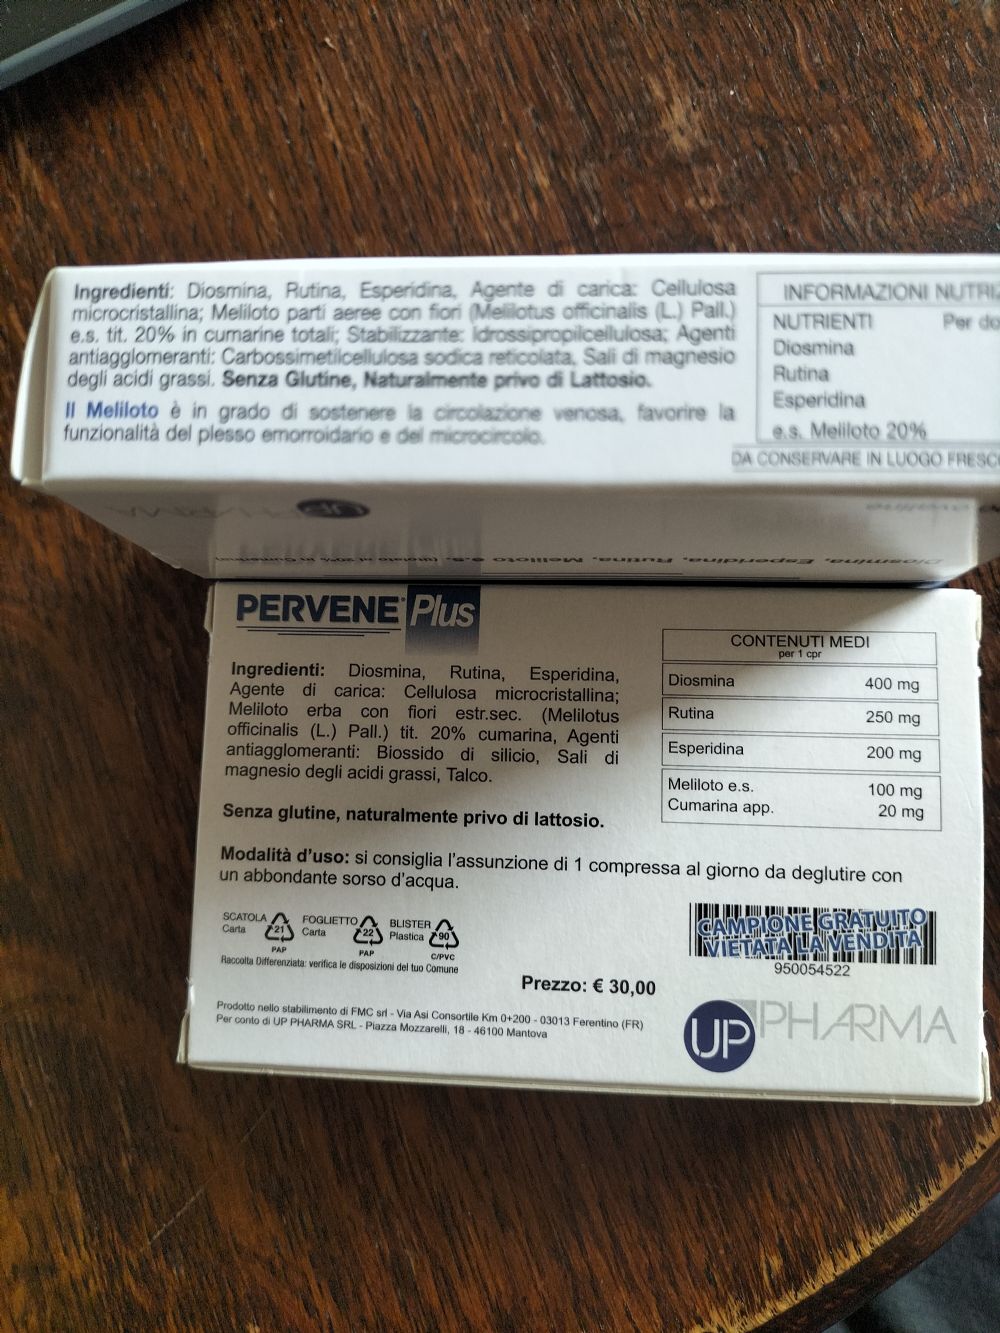 Ingredienti: Diosmina, Rutina, Esperidina, Agente di carica: Cellulosa
microcristallina; Meliloto parti aeree con fiori (Melilotus officinalis (L.) Pall.)
e.s. tit. 20% in cumarine totali; Stabilizzante: Idrossipropilcellulosa; Agenti
antiagglomeranti: Carbossimetilcellulosa sodica reticolata, Sali di magnesio
degli acidi grassi. Senza Glutine, Naturalmente privo di Lattosio.
Il Meliloto è in grado di sostenere la circolazione venosa, favorire la
funzionalità del plesso emorroidario e del microcircolo.
INFORMAZIONI
NUTRIENTI Per
Diosmina
Rutina
Esperidina
e.s. Meliloto 20%
DA CONSERVARE IN LUOGO
UP PHARMA
PERVENE
Diosmina, Esperidina, Rutina, Meliloto e.s.
PERVENE® Plus
Ingredienti: Diosmina, Rutina, Esperidina,
Agente di carica: Cellulosa microcristallina;
Meliloto erba con fiori estr.sec. (Melilotus
officinalis (L.) Pall.) tit. 20% cumarina, Agenti
antiagglomeranti: Biossido di silicio, Sali di
magnesio degli acidi grassi, Talco.
Senza glutine, naturalmente privo di lattosio.
CONTENUTI MEDI
per 1 cpr
Diosmina 400 mg
Rutina 250 mg
Esperidina 200 mg
Meliloto e.s. 100 mg
Cumarina app. 20 mg
Modalità d'uso: si consiglia l'assunzione di 1 compressa al giorno da deglutire con
un abbondante sorso d'acqua.
SCATOLA Carta 21 PAP
FOGLIETTO Carta 22 PAP
BLISTER Plastica 90 C/PVC
Raccolta Differenziata: verifica le disposizioni del tuo Comune
CAMPIONE GRATUITO
VIETATA LA VENDITA
950054522
Prezzo: € 30,00
Prodotto nello stabilimento di FMC srl - Via Asi Consortile Km 0+200 - 03013 Ferentino (FR)
Per conto di UP PHARMA SRL - Piazza Mozzarelli, 18 - 46100 Mantova
UP PHARMA